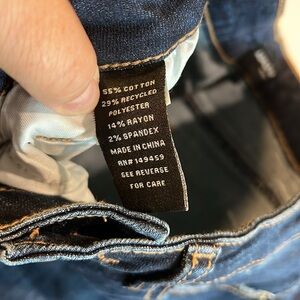 55% COTTON
29% RECYCLED
POLYESTER
14% RAYON
2% SPANDEX
MADE IN CHINA
RN# 149459
SEE REVERSE
FOR CARE